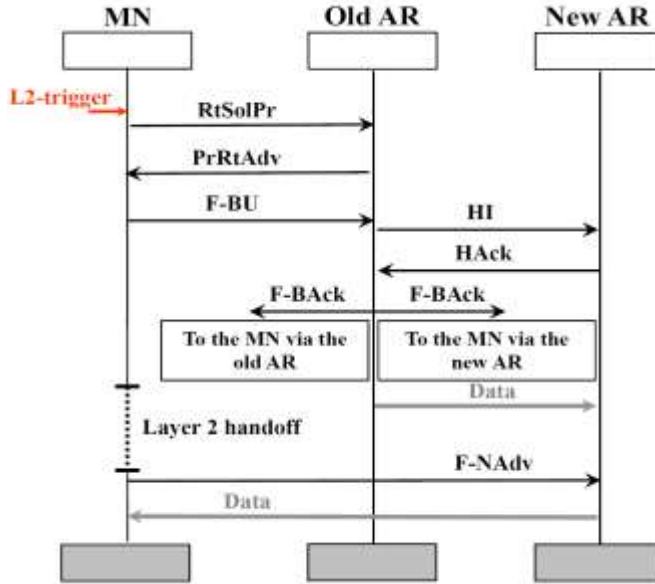 MN
Old AR
New AR
L2-trigger
RtSolPr
PrRtAdv
F-BU
HI
HAck
F-BAck
F-BAck
To the MN via the
old AR
To the MN via the
new AR
Data
Layer 2 handoff
F-NAdv
Data